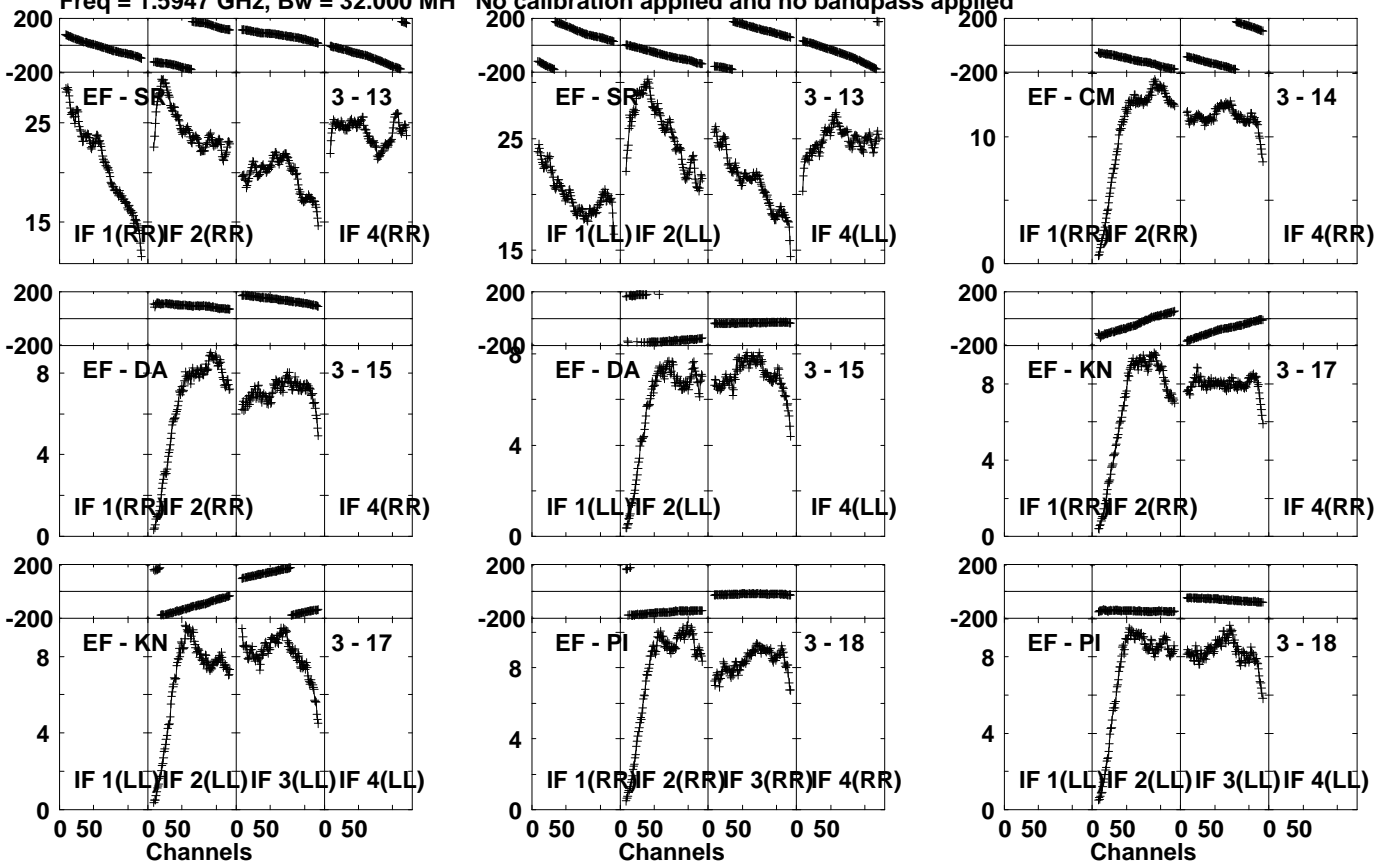 Freq = 1.5947 GHz, Bw = 32.000 MH No calibration applied and no bandpass applied
200
-200
EF - SR 3 - 13
25
15
IF 1(RR) IF 2(RR) IF 4(RR)
EF - SR 3 - 13
25
15
IF 1(LL) IF 2(LL) IF 4(LL)
200
-200
EF - CM 3 - 14
10
0
IF 1(RR) IF 2(RR) IF 4(RR)
200
-200
EF - DA 3 - 15
8
4
0
IF 1(RR) IF 2(RR) IF 4(RR)
200
-200
8
EF - DA 3 - 15
4
0
IF 1(LL) IF 2(LL) IF 4(LL)
200
-200
EF - KN 3 - 17
8
4
0
IF 1(RR) IF 2(RR) IF 4(RR)
200
-200
EF - KN 3 - 17
8
4
0
IF 1(LL) IF 2(LL) IF 3(LL) IF 4(LL)
0 50 0 50 0 50 0 50
Channels
200
-200
EF - PI 3 - 18
8
4
0
IF 1(RR) IF 2(RR) IF 3(RR) IF 4(RR)
0 50 0 50 0 50 0 50
Channels
200
-200
EF - PI 3 - 18
8
4
0
IF 1(LL) IF 2(LL) IF 3(LL) IF 4(LL)
0 50 0 50 0 50 0 50
Channels